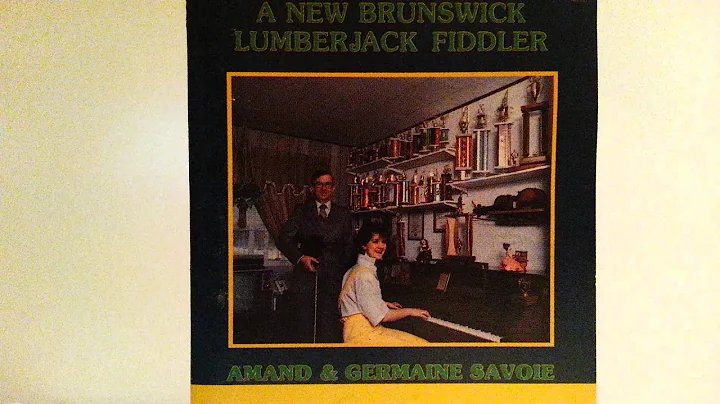 A NEW BRUNSWICK
LUMBERJACK FIDDLER
AMAND & GERMAINE SAVOIE